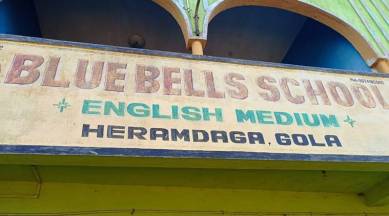 BLUE BELLS SCHOOL
ENGLISH MEDIUM
HERAMDAGA, GOLA